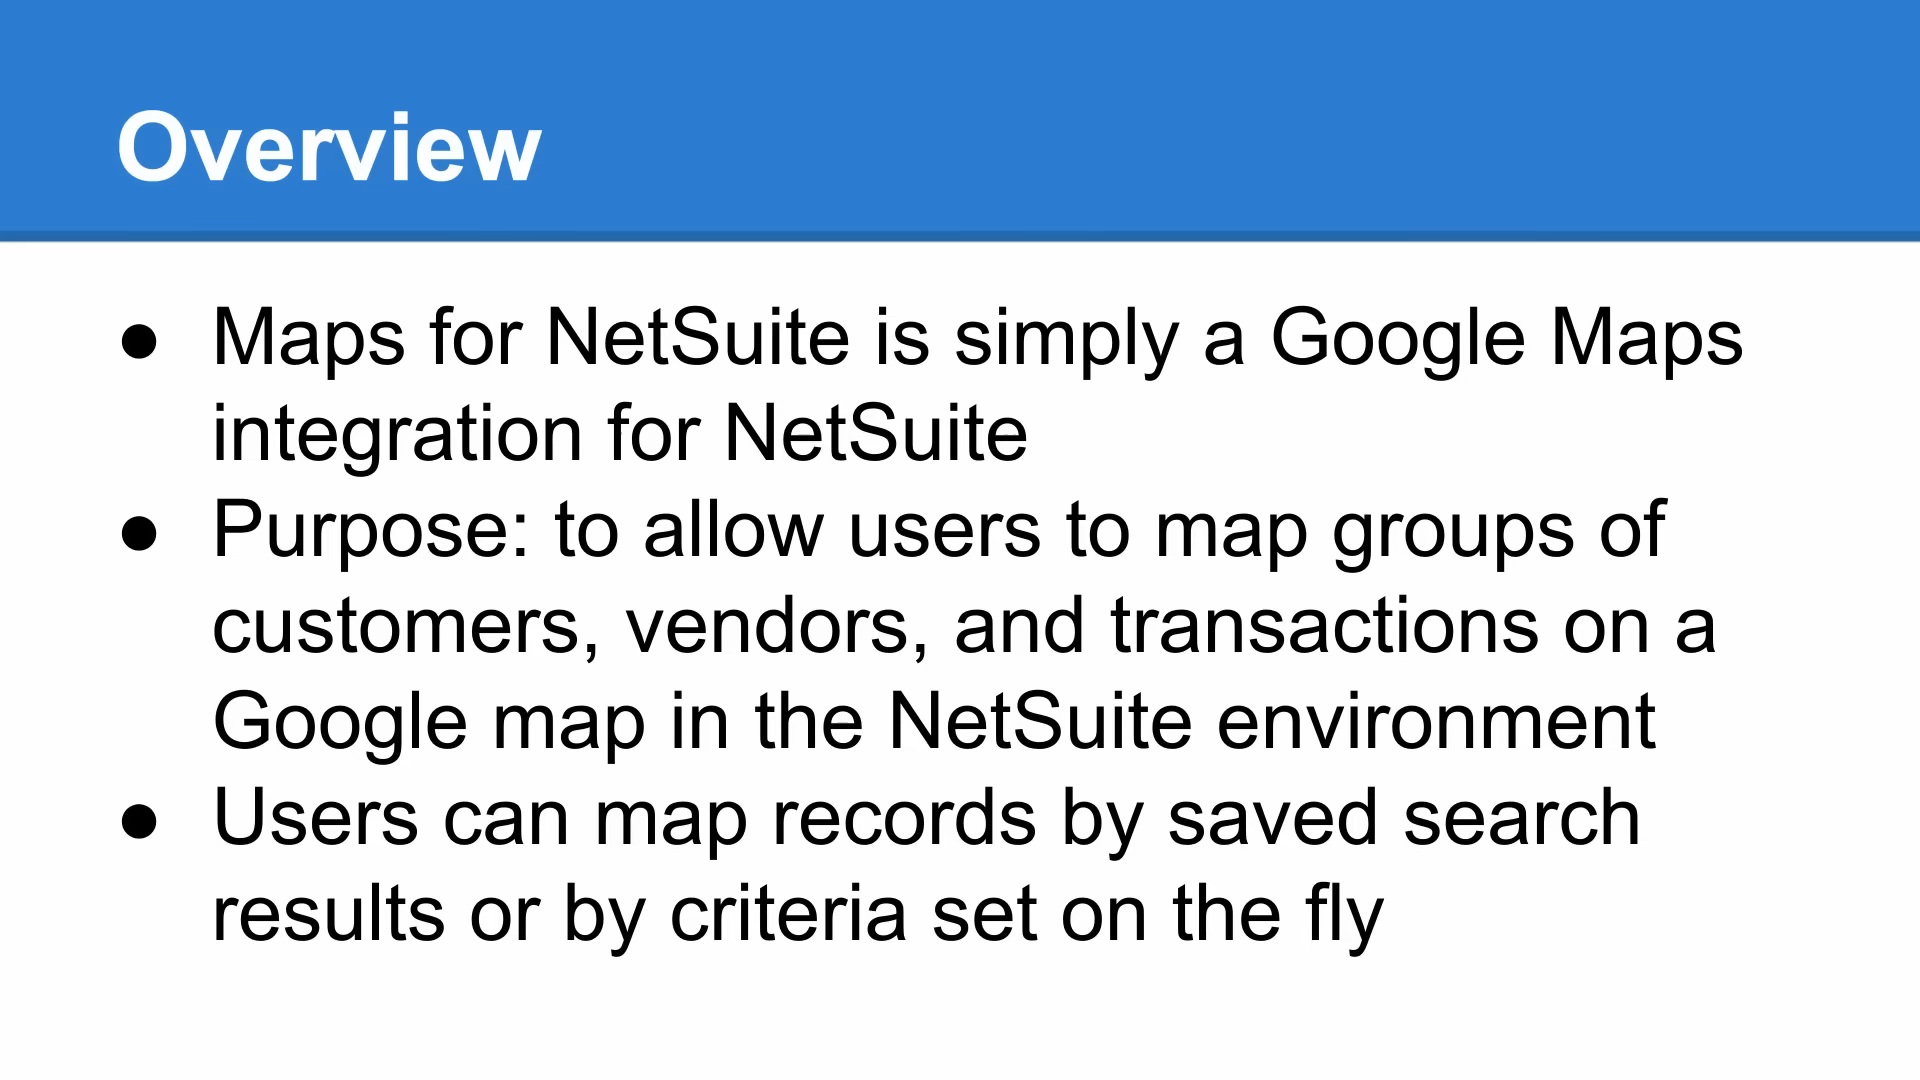 Overview
● Maps for NetSuite is simply a Google Maps
integration for NetSuite
● Purpose: to allow users to map groups of
customers, vendors, and transactions on a
Google map in the NetSuite environment
● Users can map records by saved search
results or by criteria set on the fly